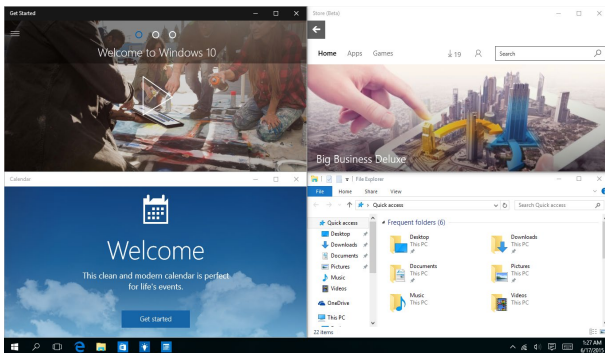 Get Started
Welcome to Windows 10
Store (Beta)
Home Apps Games 19 Search
Big Business Deluxe
Calendar
Welcome
This clean and modern calendar is perfect
for life's events.
Get started
File Explorer
File Home Share View
Quick access Search Quick access
Quick access
Desktop
Downloads
Documents
Pictures
Music
Videos
OneDrive
This PC
22 items
Frequent folders (6)
Desktop
This PC
Downloads
This PC
Documents
This PC
Pictures
This PC
Music
This PC
Videos
This PC
1:27 AM
6/17/2015